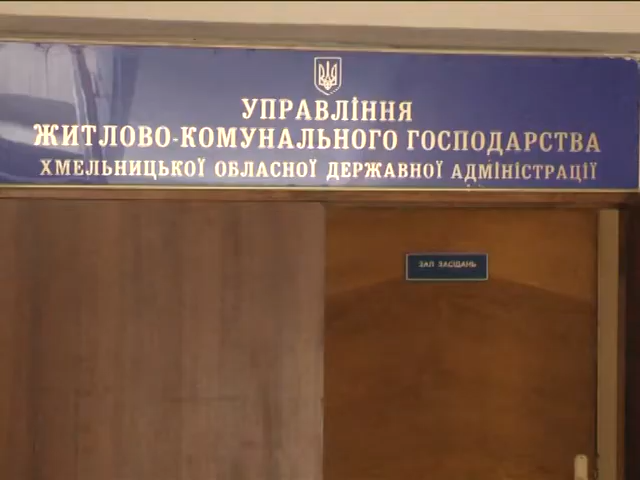 УПРАВЛІННЯ
ЖИТЛОВО-КОМУНАЛЬНОГО ГОСПОДАРСТВА
ХМЕЛЬНИЦЬКОЇ ОБЛАСНОЇ ДЕРЖАВНОЇ АДМІНІСТРАЦІЇ
ЗАЛ ЗАСІДАНЬ